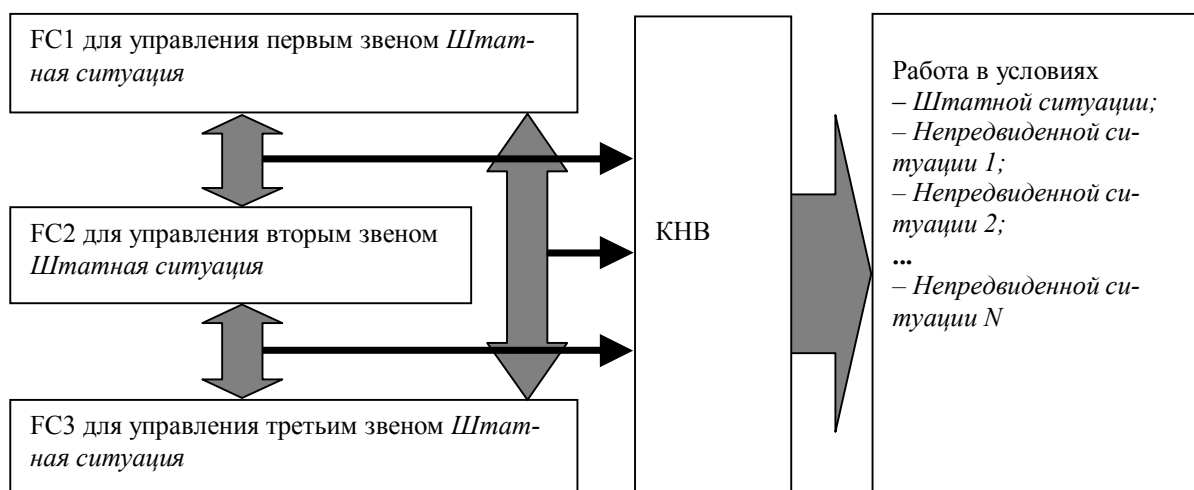 FC1 для управления первым звеном Штат-
ная ситуация
FC2 для управления вторым звеном
Штатная ситуация
FC3 для управления третьим звеном Штат-
ная ситуация
КНВ
Работа в условиях
– Штатной ситуации;
– Непредвиденной си-
туации 1;
– Непредвиденной си-
туации 2;
...
– Непредвиденной си-
туации N